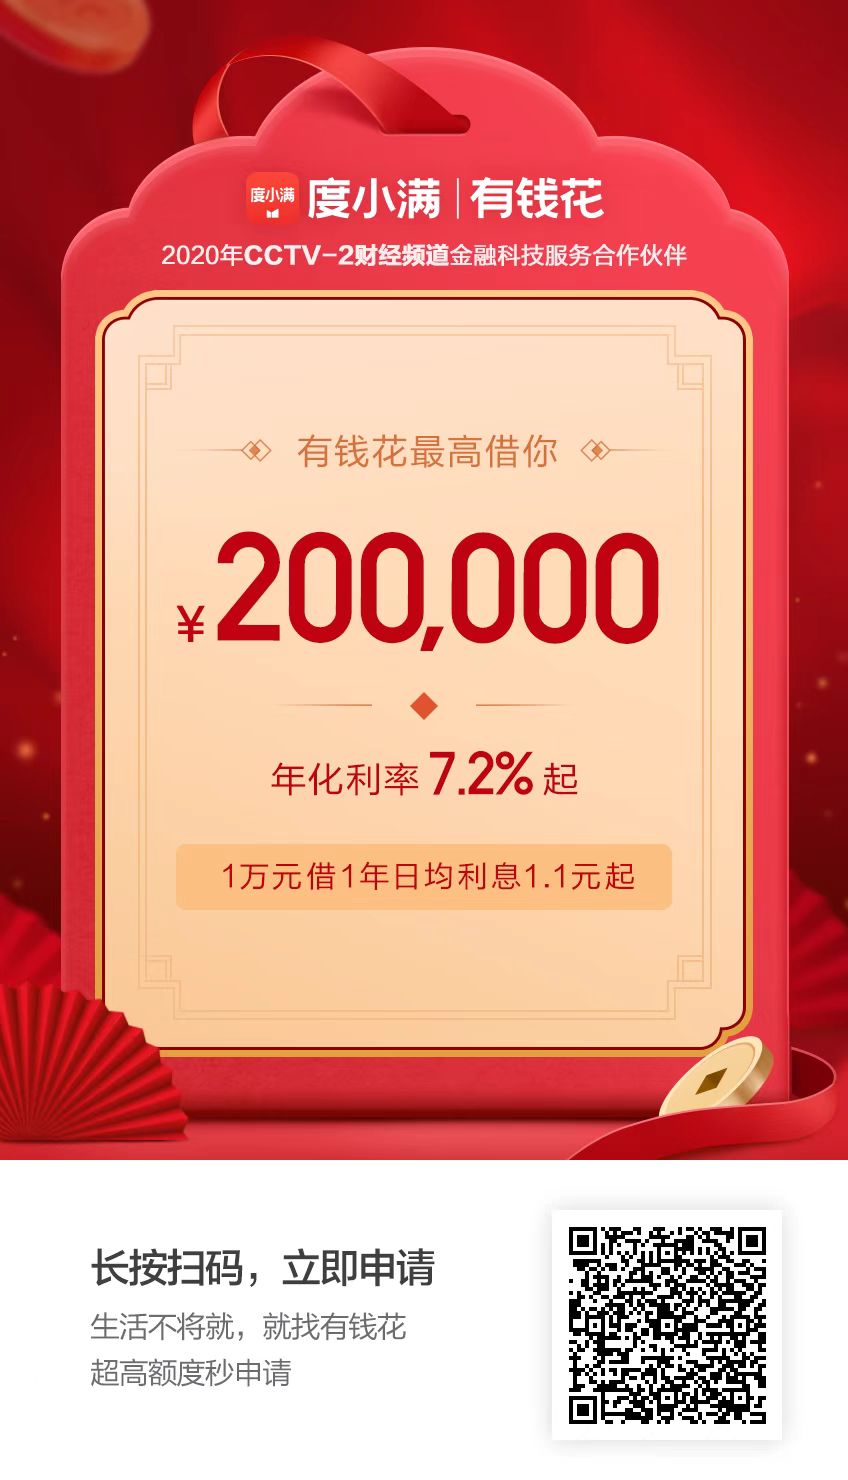 度小满
度小满|有钱花
2020年CCTV-2财经频道金融科技服务合作伙伴
有钱花最高借你
¥200,000
年化利率7.2%起
1万元借1年日均利息1.1元起
长按扫码，立即申请
生活不将就，就找有钱花
超高额度秒申请